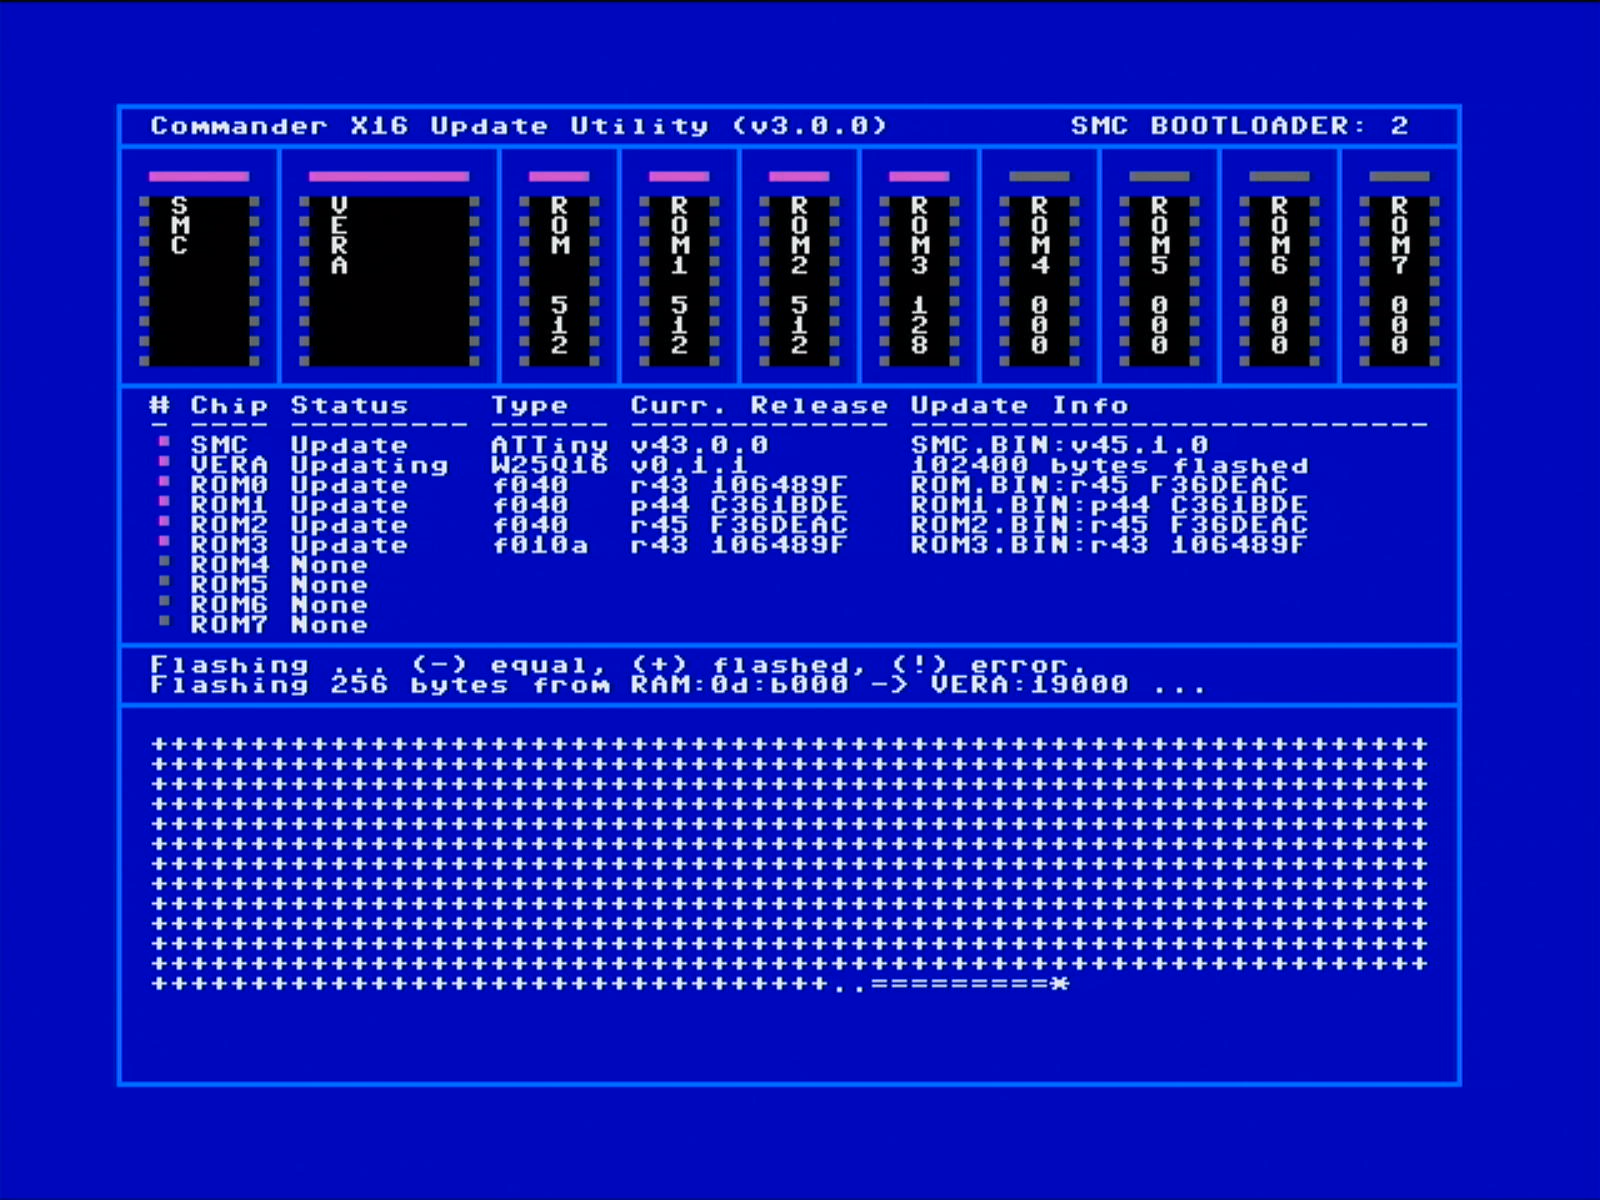 Commander X16 Update Utility (v3.0.0) SMC BOOTLOADER: 2
SMC
VERA
ROM 512
ROM1 512
ROM2 512
ROM3 128
ROM4 000
ROM5 000
ROM6 000
ROM7 000
# Chip Status Type Curr. Release Update Info
- ---- --------- ------ ------------- --------------------------
SMC Update ATTiny v43.0.0 SMC.BIN:v45.1.0
VERA Updating W25Q16 v0.1.1 102400 bytes flashed
ROM0 Update f040 r43 106489F ROM.BIN:r45 F36DEAC
ROM1 Update f040 p44 C361BDE ROM1.BIN:p44 C361BDE
ROM2 Update f040 r45 F36DEAC ROM2.BIN:r45 F36DEAC
ROM3 Update f010a r43 106489F ROM3.BIN:r43 106489F
ROM4 None
ROM5 None
ROM6 None
ROM7 None
Flashing ... (-) equal, (+) flashed, (!) error.
Flashing 256 bytes from RAM:0d:b000 -> VERA:19000 ...
++++++++++++++++++++++++++++++++++++++++++++++++++++++++++++++++
++++++++++++++++++++++++++++++++++++++++++++++++++++++++++++++++
++++++++++++++++++++++++++++++++++++++++++++++++++++++++++++++++
++++++++++++++++++++++++++++++++++++++++++++++++++++++++++++++++
++++++++++++++++++++++++++++++++++++++++++++++++++++++++++++++++
++++++++++++++++++++++++++++++++++++++++++++++++++++++++++++++++
++++++++++++++++++++++++++++++++++++++++++++++++++++++++++++++++
++++++++++++++++++++++++++++++++++++++++++++++++++++++++++++++++
++++++++++++++++++++++++++++++++++++++++++++++++++++++++++++++++
++++++++++++++++++++++++++++++++++++++++++++++++++++++++++++++++
++++++++++++++++++++++++++++++++++++++++++++++++++++++++++++++++
++++++++++++++++++++++++++++++++++++++++++++++++++++++++++++++++
++++++++++++++++++++++++++++++++++..=========*